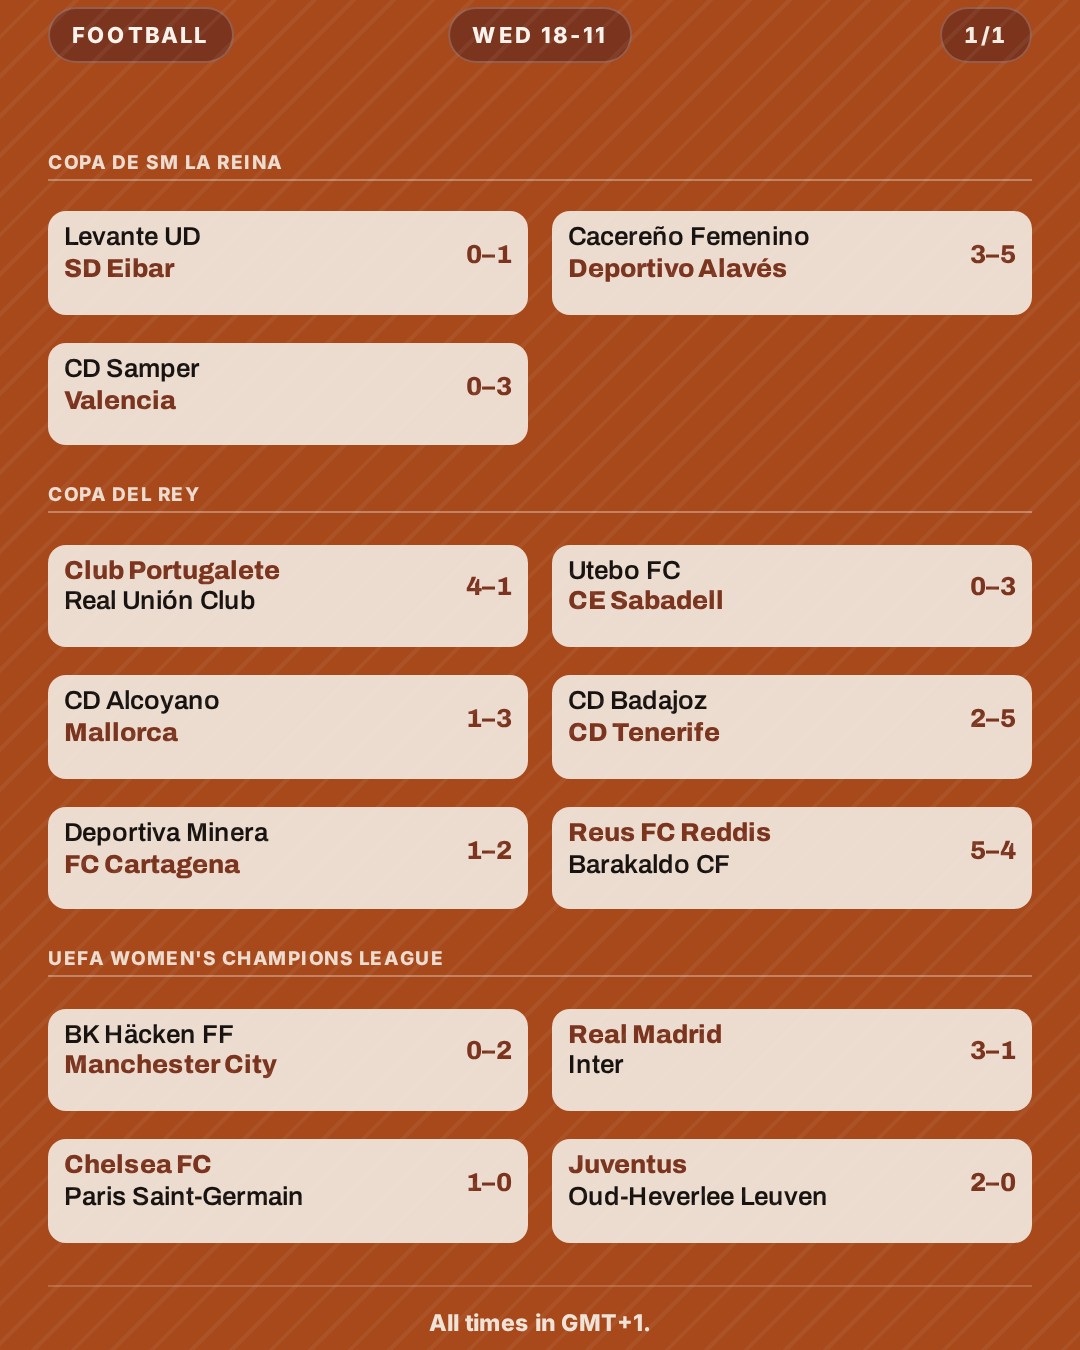 FOOTBALL
WED 18-11
1/1
COPA DE SM LA REINA
Levante UD
SD Eibar
0–1
Cacereño Femenino
Deportivo Alavés
3–5
CD Samper
Valencia
0–3
COPA DEL REY
Club Portugalete
Real Unión Club
4–1
Utebo FC
CE Sabadell
0–3
CD Alcoyano
Mallorca
1–3
CD Badajoz
CD Tenerife
2–5
Deportiva Minera
FC Cartagena
1–2
Reus FC Reddis
Barakaldo CF
5–4
UEFA WOMEN'S CHAMPIONS LEAGUE
BK Häcken FF
Manchester City
0–2
Real Madrid
Inter
3–1
Chelsea FC
Paris Saint-Germain
1–0
Juventus
Oud-Heverlee Leuven
2–0
All times in GMT+1.